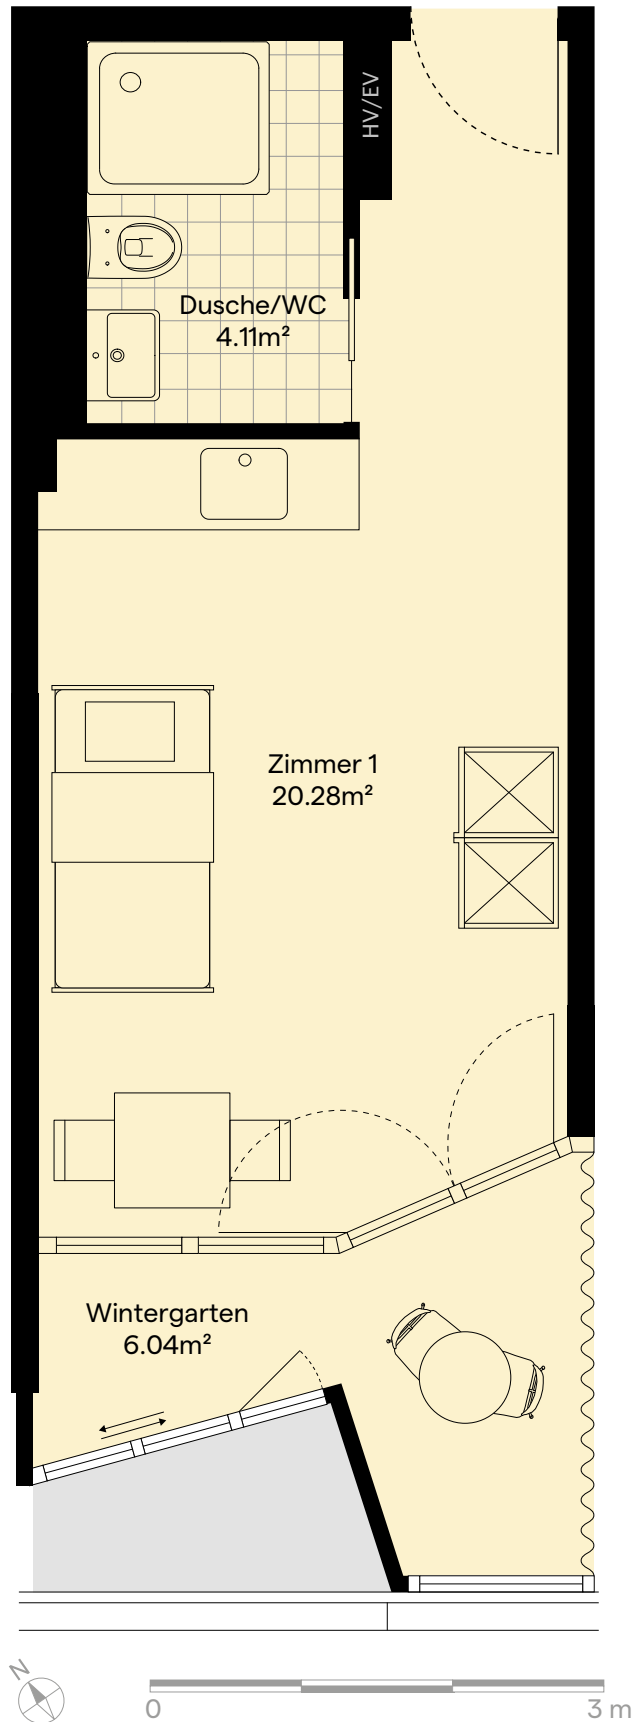 HV/EV
Dusche/WC
4.11m²
Zimmer 1
20.28m²
Wintergarten
6.04m²
N
0
3 m